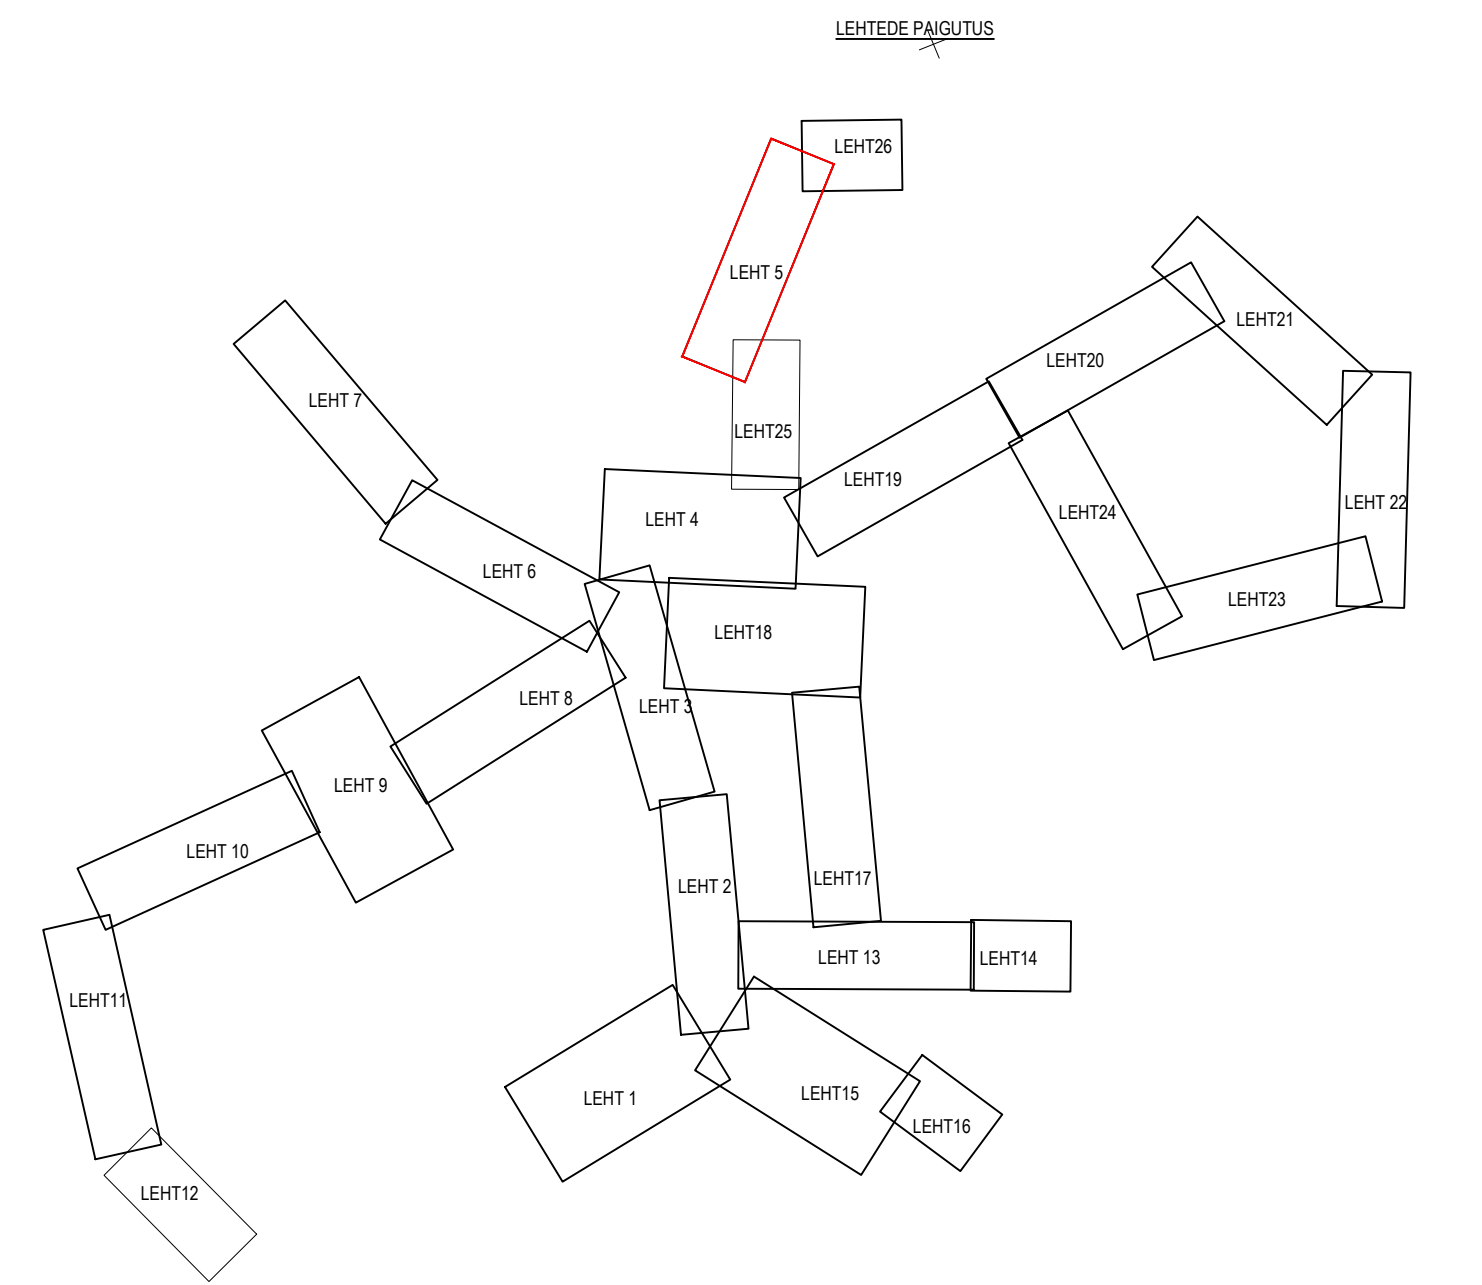 LEHTEDE PAIGUTUS
LEHT26
LEHT 5
LEHT21
LEHT20
LEHT 7
LEHT25
LEHT19
LEHT 22
LEHT24
LEHT 4
LEHT 6
LEHT23
LEHT18
LEHT 8
LEHT 3
LEHT 9
LEHT 10
LEHT17
LEHT 2
LEHT 13
LEHT14
LEHT11
LEHT 1
LEHT15
LEHT16
LEHT12